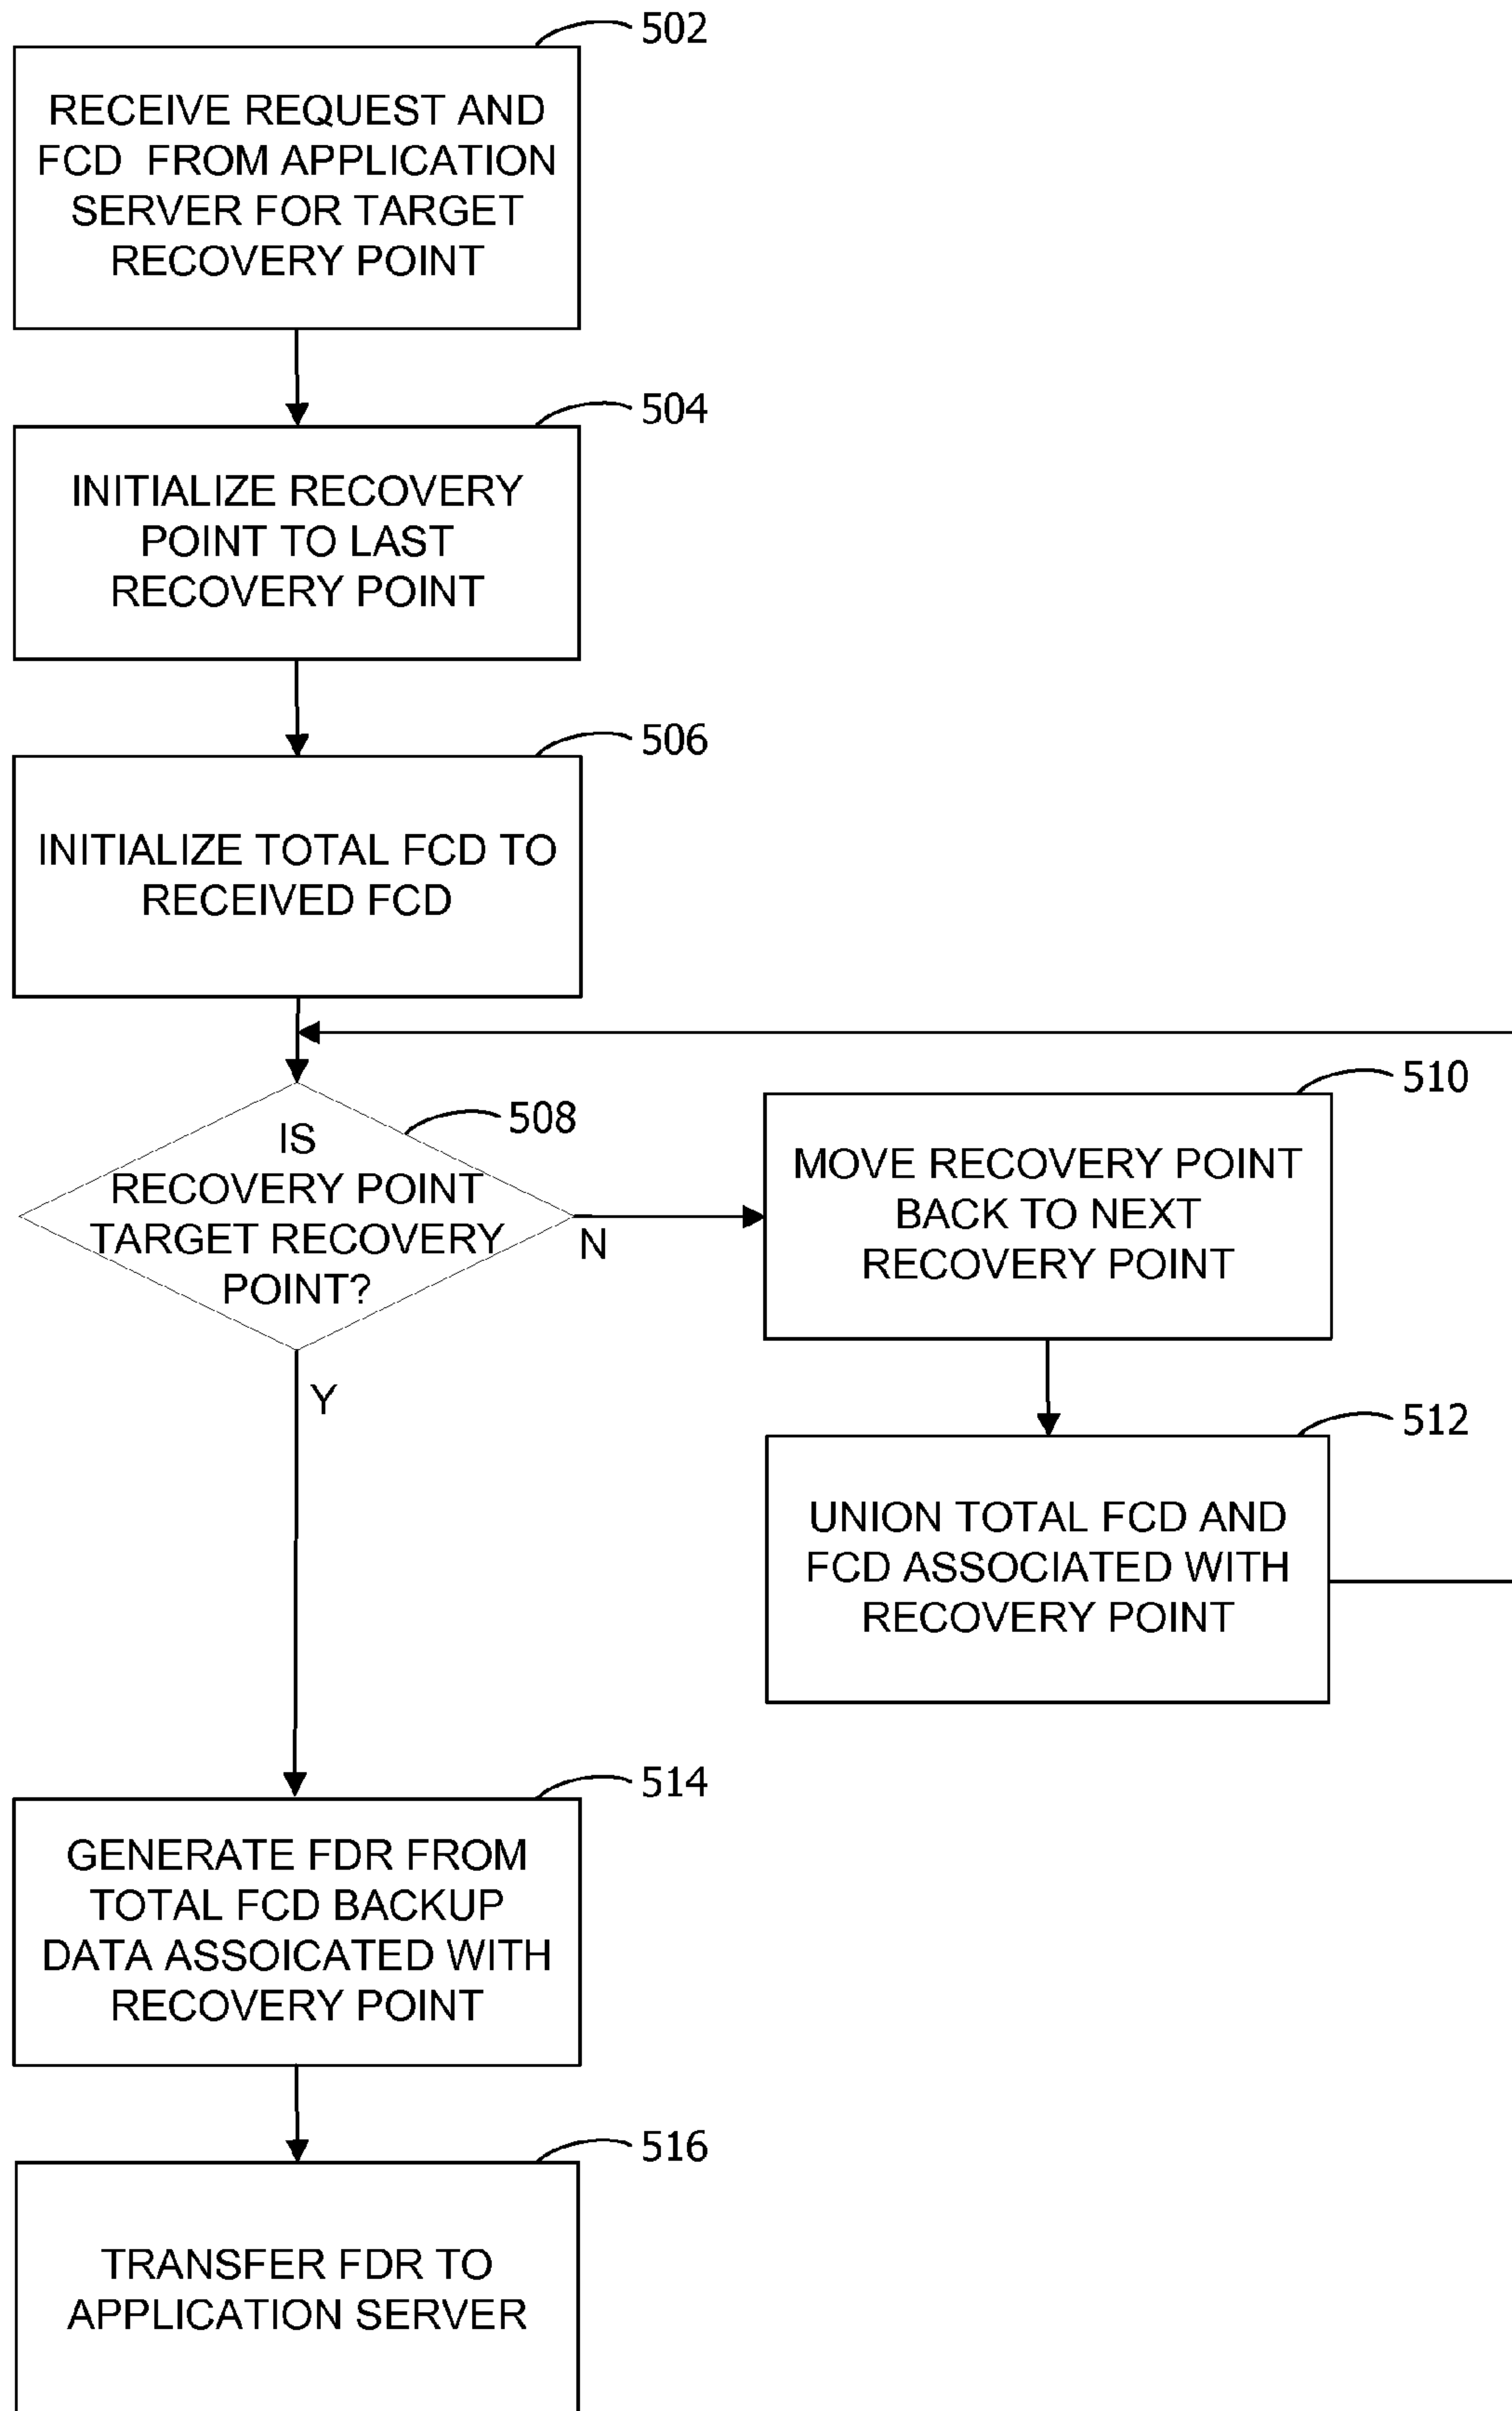 502
RECEIVE REQUEST AND
FCD FROM APPLICATION
SERVER FOR TARGET
RECOVERY POINT
504
INITIALIZE RECOVERY
POINT TO LAST
RECOVERY POINT
506
INITIALIZE TOTAL FCD TO
RECEIVED FCD
508
IS
RECOVERY POINT
TARGET RECOVERY
POINT?
N
Y
510
MOVE RECOVERY POINT
BACK TO NEXT
RECOVERY POINT
512
UNION TOTAL FCD AND
FCD ASSOCIATED WITH
RECOVERY POINT
514
GENERATE FDR FROM
TOTAL FCD BACKUP
DATA ASSOICATED WITH
RECOVERY POINT
516
TRANSFER FDR TO
APPLICATION SERVER